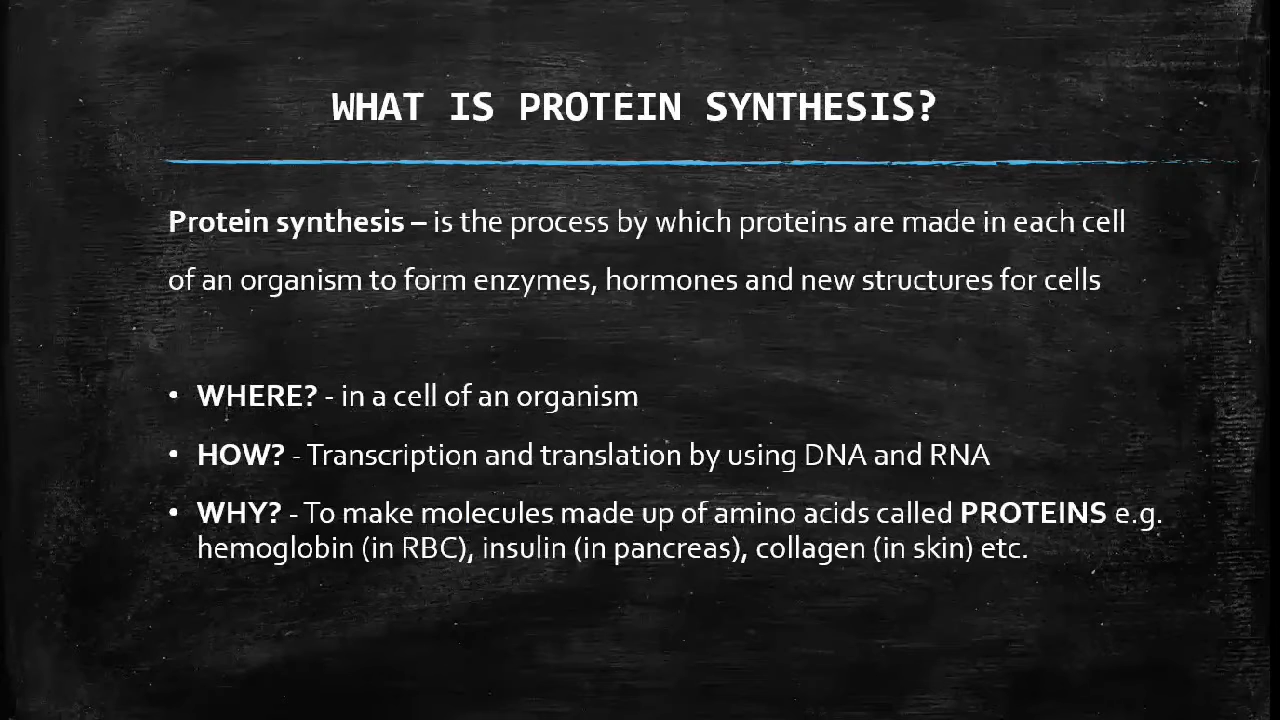 WHAT IS PROTEIN SYNTHESIS?
Protein synthesis – is the process by which proteins are made in each cell
of an organism to form enzymes, hormones and new structures for cells
• WHERE? - in a cell of an organism
• HOW? - Transcription and translation by using DNA and RNA
• WHY? - To make molecules made up of amino acids called PROTEINS e.g.
hemoglobin (in RBC), insulin (in pancreas), collagen (in skin) etc.